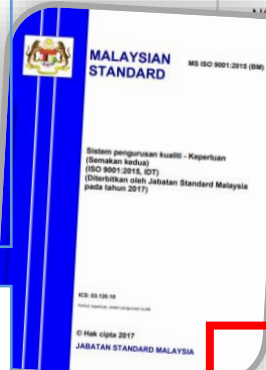 MALAYSIAN
STANDARD
MS ISO 9001:2015 (BM)
Sistem pengurusan kualiti - Keperluan
(Semakan kedua)
(ISO 9001:2015, IDT)
(Diterbitkan oleh Jabatan Standard Malaysia
pada tahun 2017)
ICS: 03.120.10
© Hak cipta 2017
JABATAN STANDARD MALAYSIA